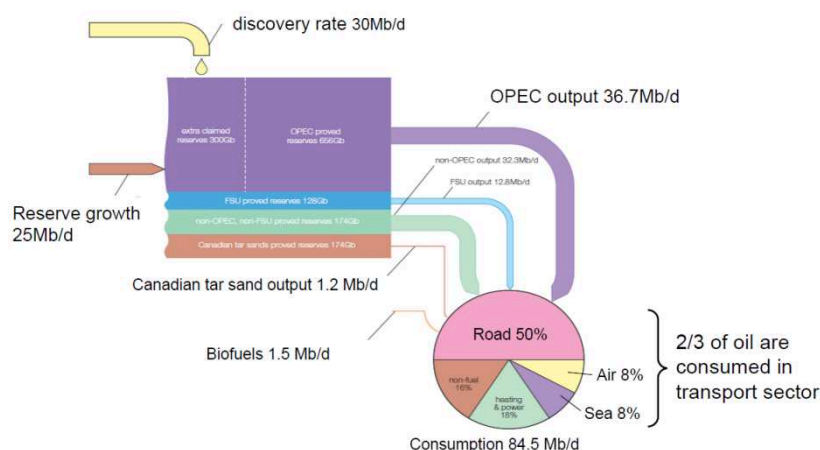 discovery rate 30Mb/d
OPEC output 36.7Mb/d
extra claimed
reserves 300Gb
OPEC proved
reserves 656Gb
non-OPEC output 32.3Mb/d
FSU output 12.8Mb/d
Reserve growth
25Mb/d
FSU proved reserves 128Gb
non-OPEC, non-FSU proved reserves 174Gb
Canadian tar sands proved reserves 174Gb
Canadian tar sand output 1.2 Mb/d
Biofuels 1.5 Mb/d
Road 50%
non-fuel
16%
heating
& power
18%
Air 8%
Sea 8%
2/3 of oil are
consumed in
transport sector
Consumption 84.5 Mb/d